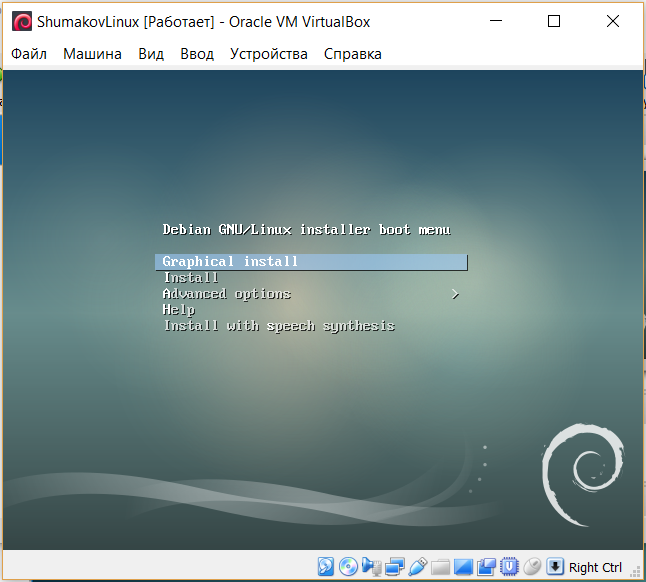 ShumakovLinux [Работает] - Oracle VM VirtualBox
Файл Машина Вид Ввод Устройства Справка
Debian GNU/Linux installer boot menu
Graphical install
Install
Advanced options >
Help
Install with speech synthesis
Right Ctrl